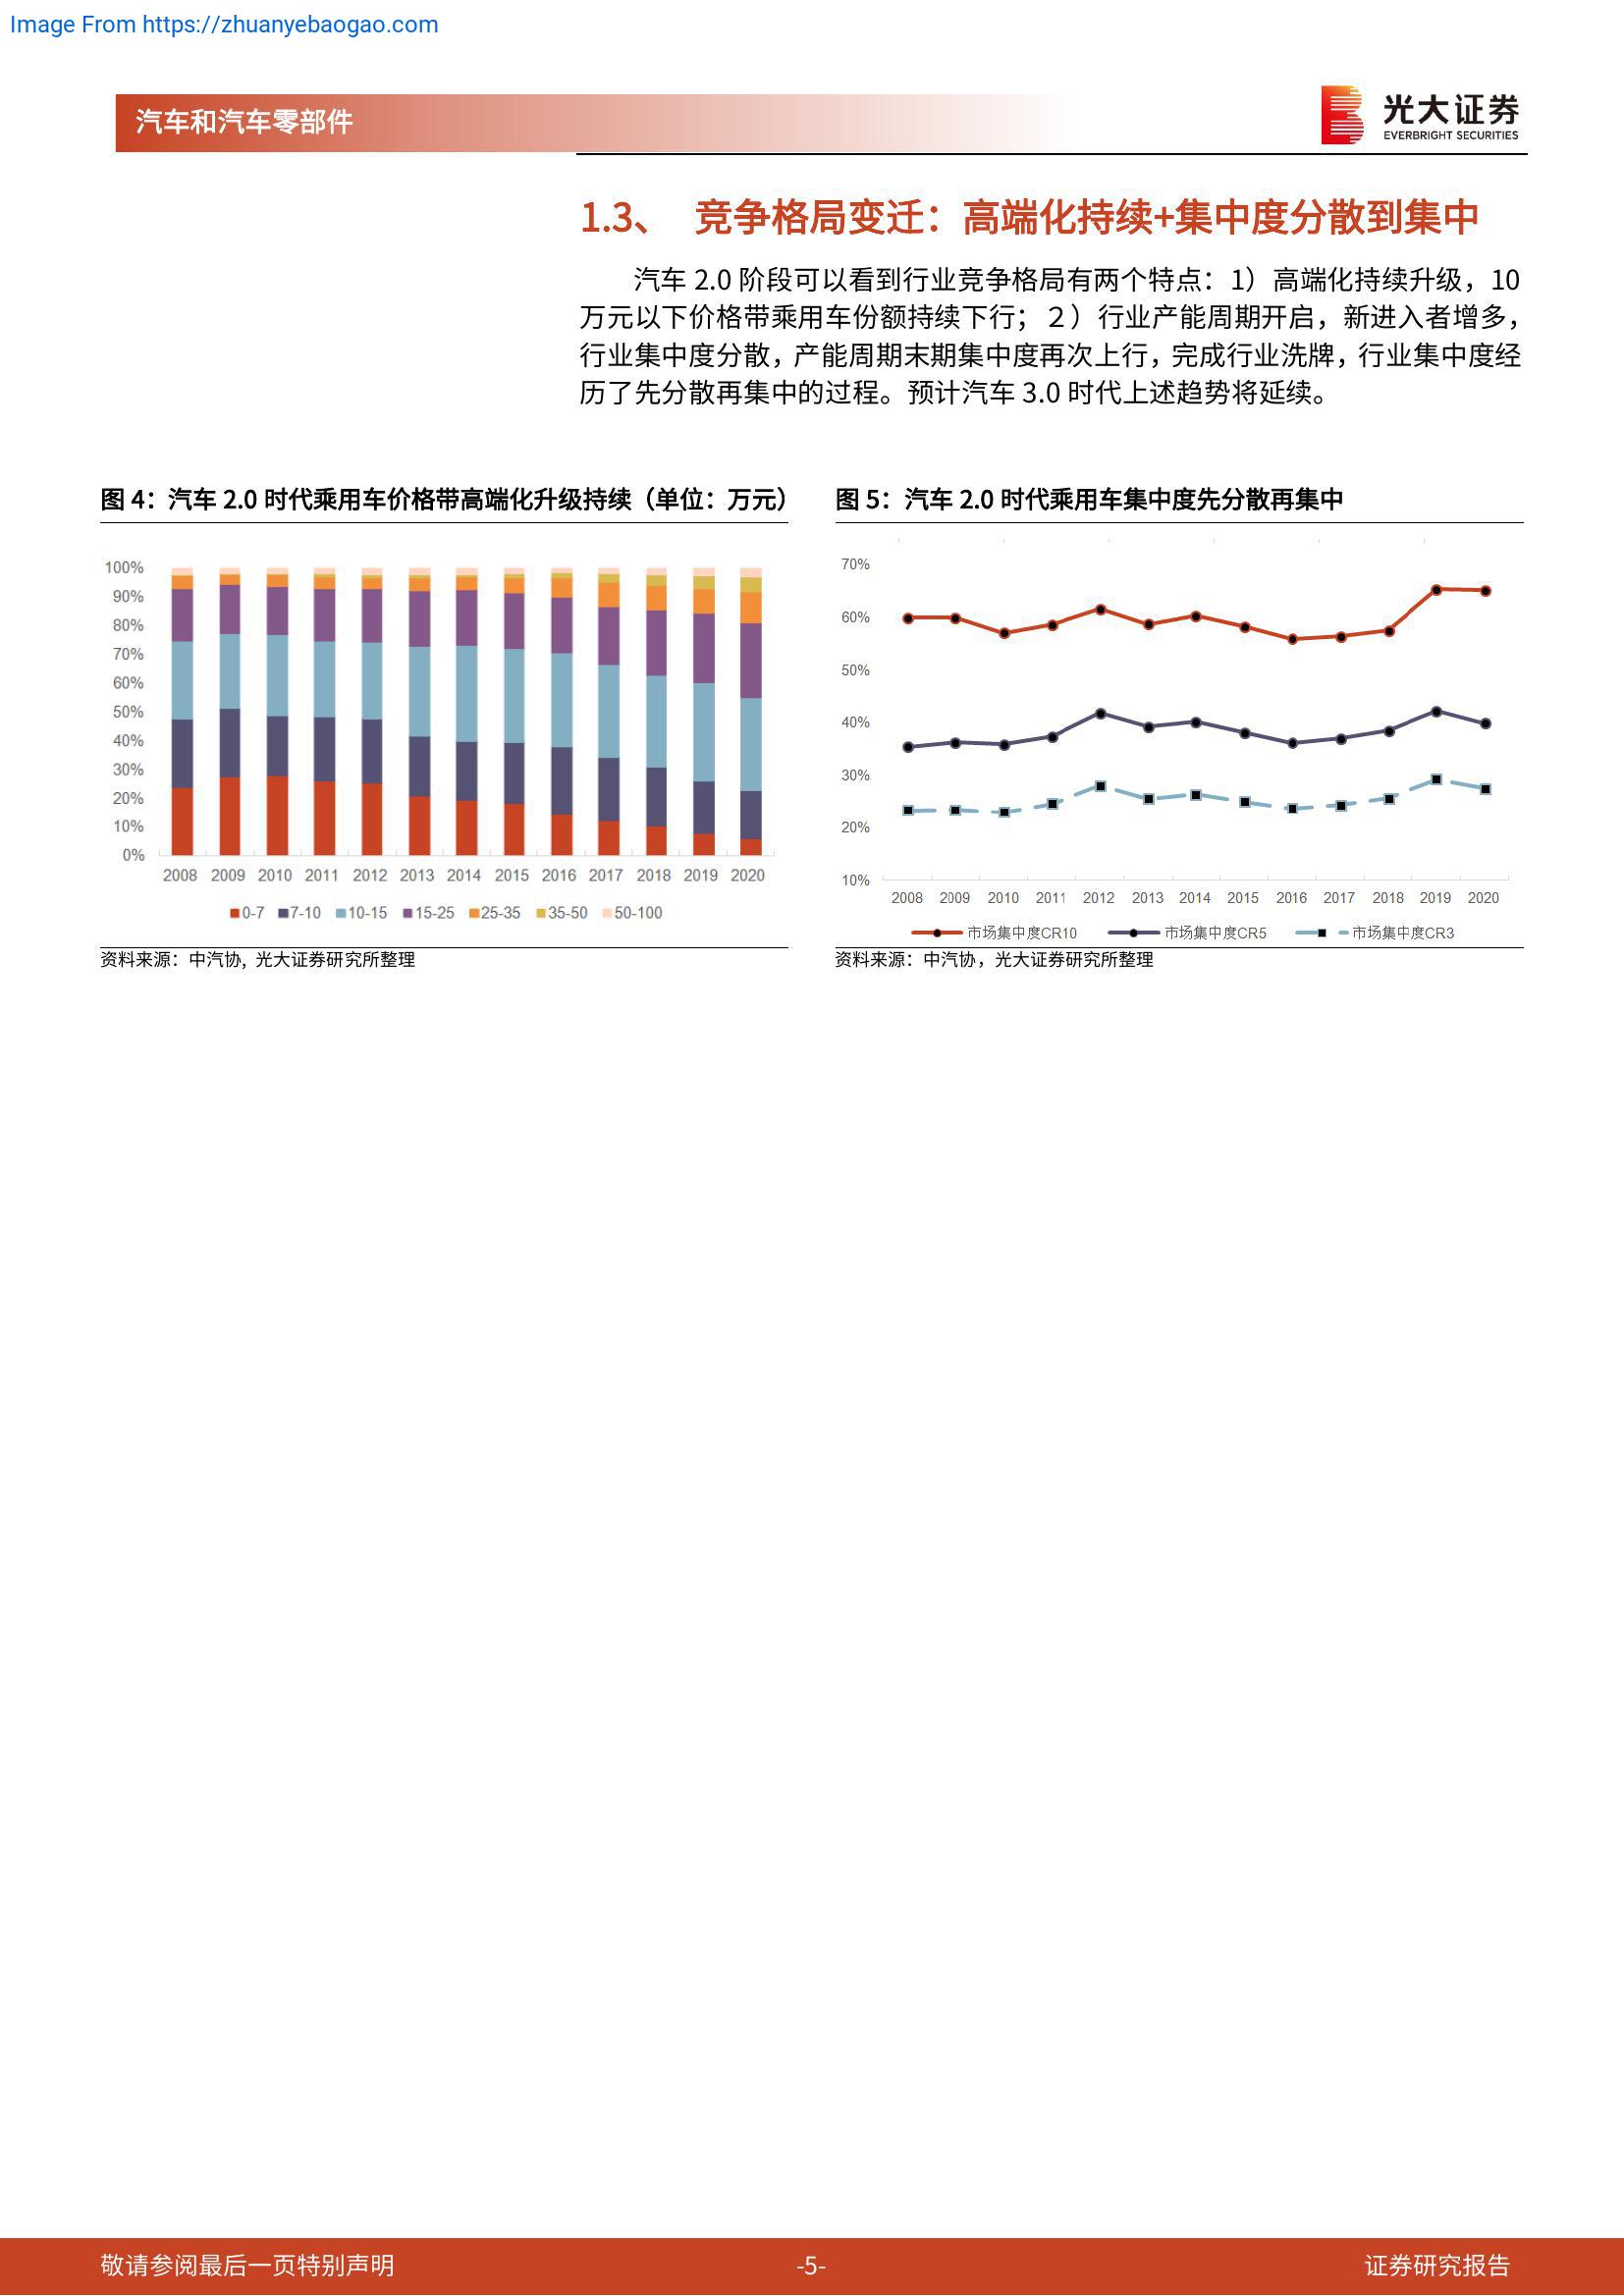 Image From https://zhuanyebaogao.com
汽车和汽车零部件
光大证券
EVERBRIGHT SECURITIES
1.3、 竞争格局变迁：高端化持续+集中度分散到集中
汽车 2.0 阶段可以看到行业竞争格局有两个特点：1）高端化持续升级，10
万元以下价格带乘用车份额持续下行；２）行业产能周期开启，新进入者增多，
行业集中度分散，产能周期末期集中度再次上行，完成行业洗牌，行业集中度经
历了先分散再集中的过程。预计汽车 3.0 时代上述趋势将延续。
图 4：汽车 2.0 时代乘用车价格带高端化升级持续（单位：万元）
100%
90%
80%
70%
60%
50%
40%
30%
20%
10%
0%
2008 2009 2010 2011 2012 2013 2014 2015 2016 2017 2018 2019 2020
0-7 7-10 10-15 15-25 25-35 35-50 50-100
资料来源：中汽协, 光大证券研究所整理
图 5：汽车 2.0 时代乘用车集中度先分散再集中
70%
60%
50%
40%
30%
20%
10%
2008 2009 2010 2011 2012 2013 2014 2015 2016 2017 2018 2019 2020
市场集中度CR10 市场集中度CR5 市场集中度CR3
资料来源：中汽协，光大证券研究所整理
敬请参阅最后一页特别声明 -5- 证券研究报告